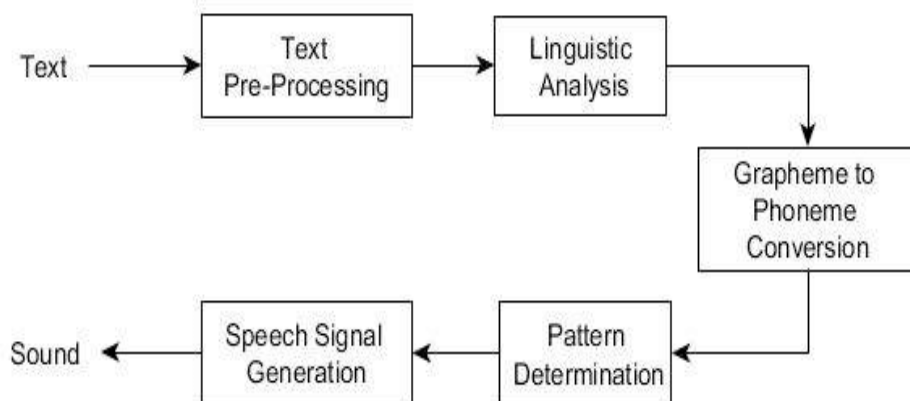 Text
Text
Pre-Processing
Linguistic
Analysis
Grapheme to
Phoneme
Conversion
Pattern
Determination
Speech Signal
Generation
Sound